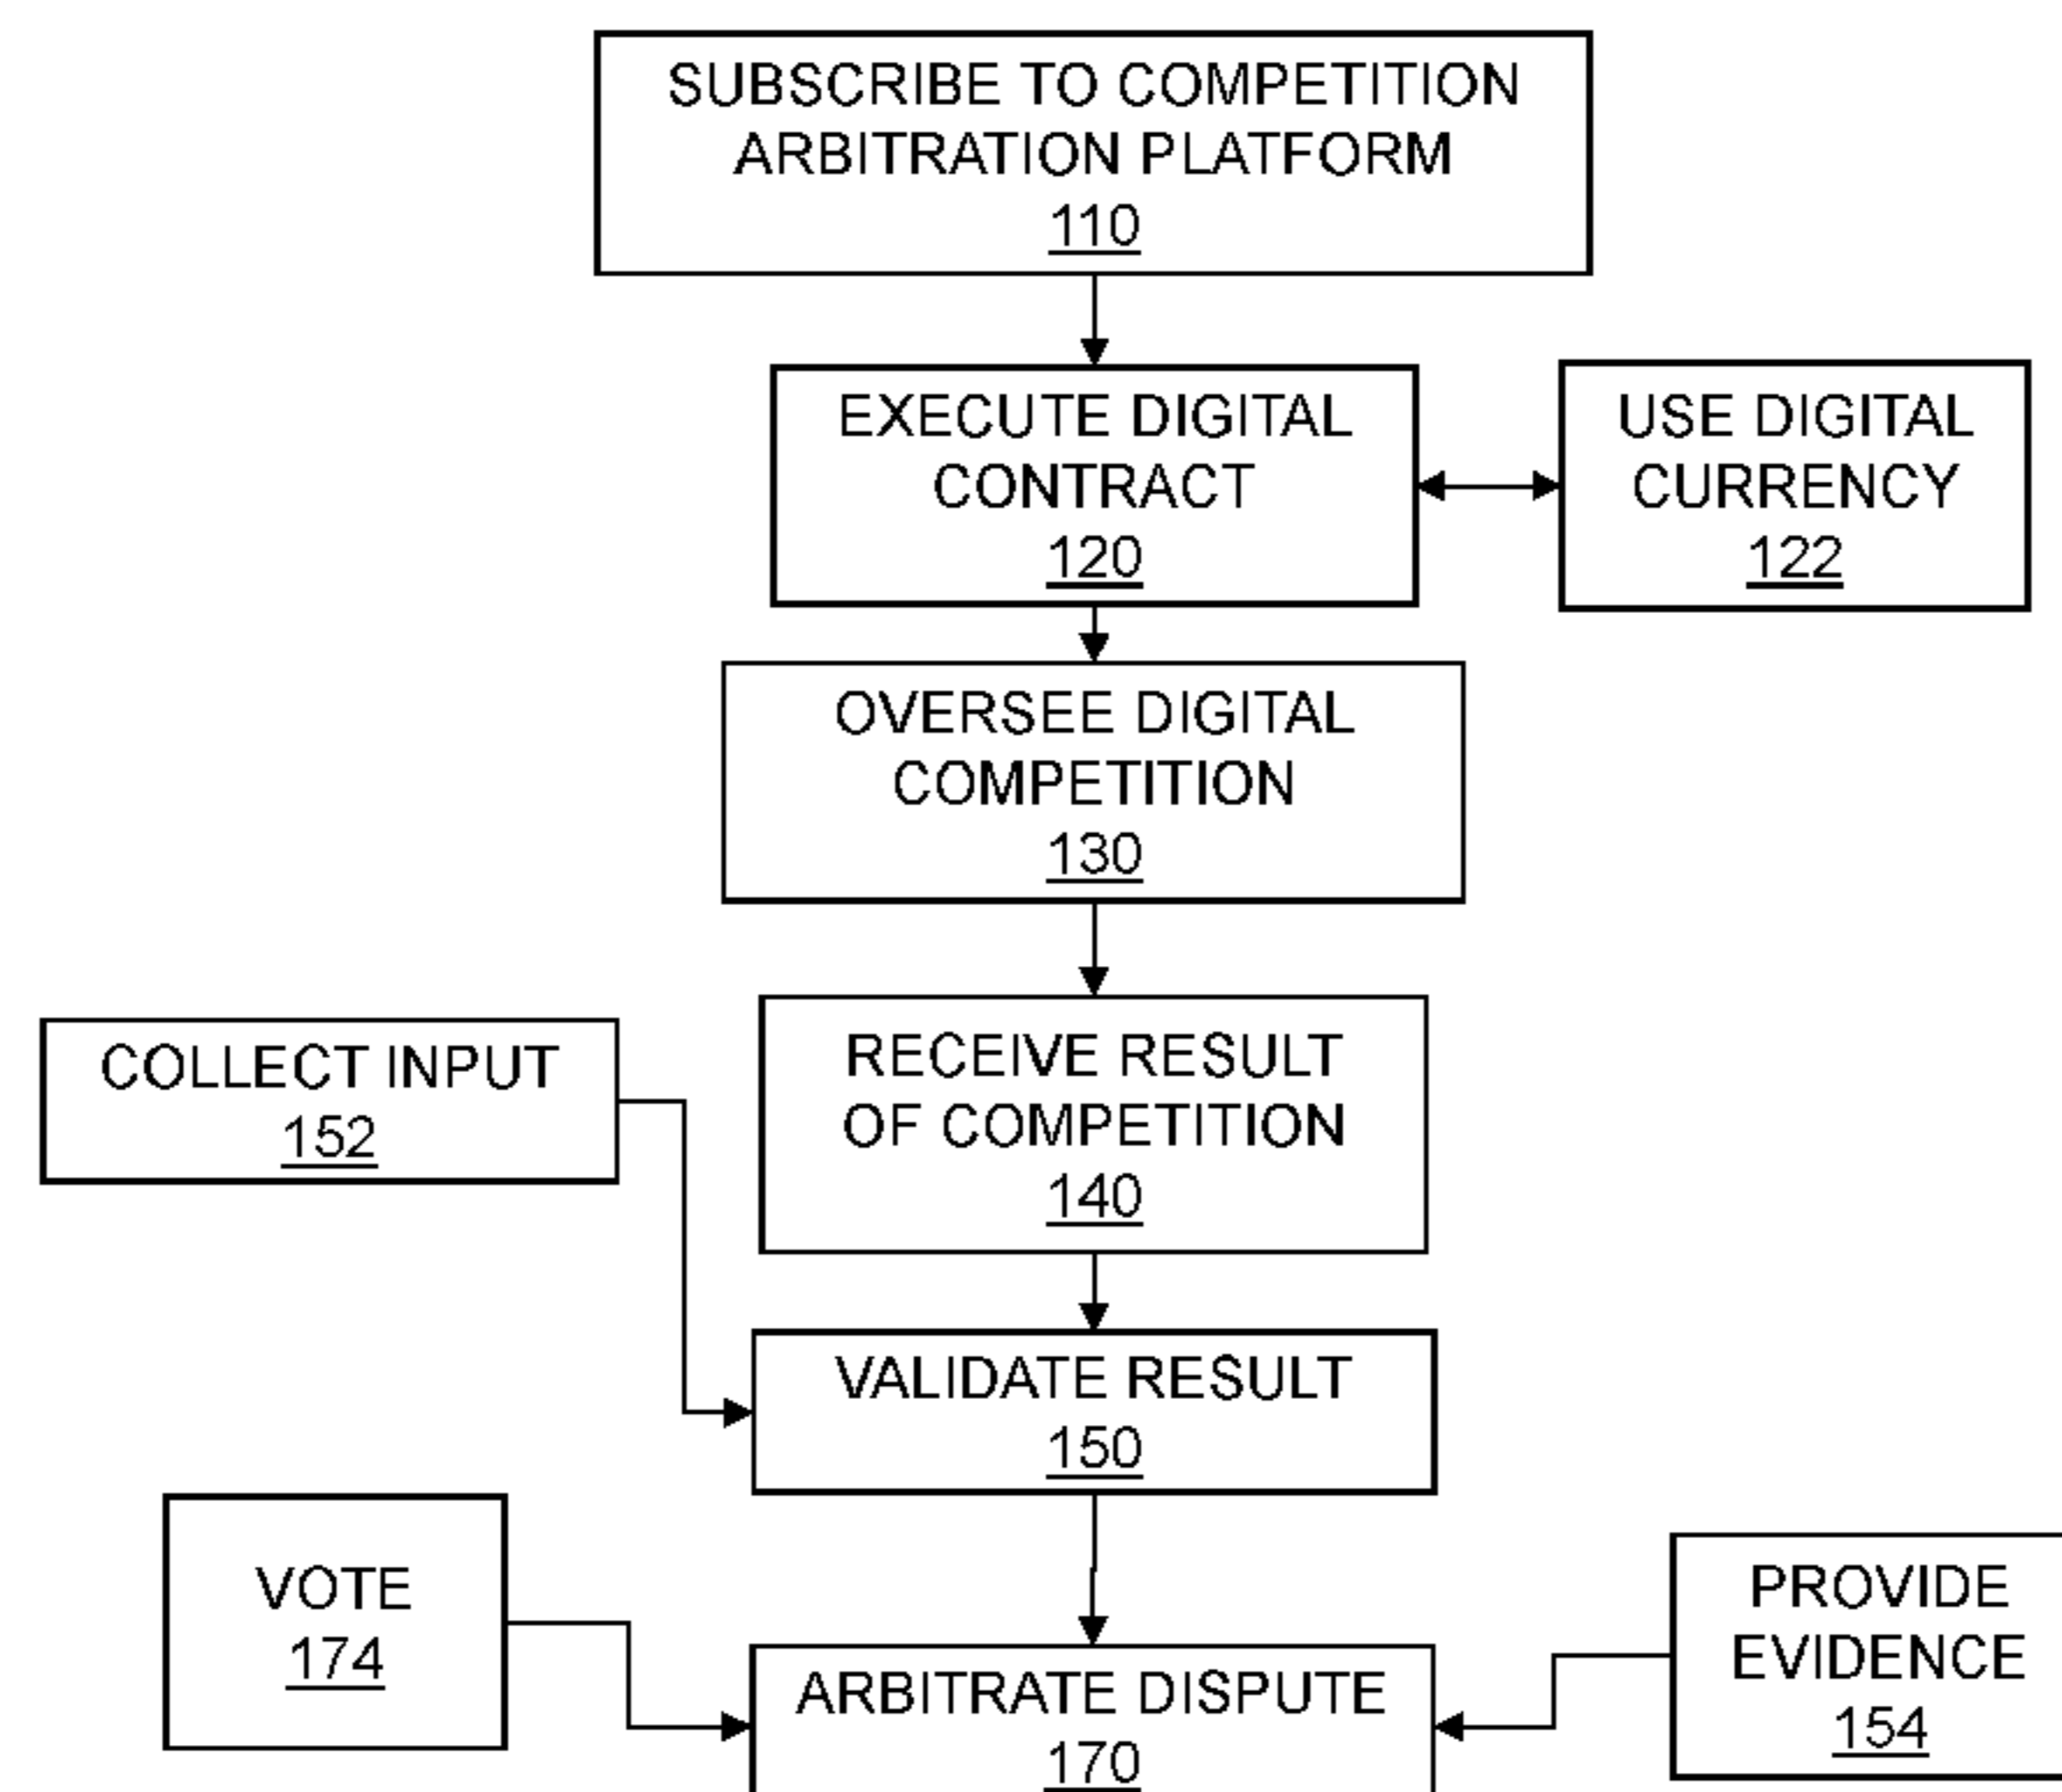 SUBSCRIBE TO COMPETITION
ARBITRATION PLATFORM
110
EXECUTE DIGITAL
CONTRACT
120
USE DIGITAL
CURRENCY
122
OVERSEE DIGITAL
COMPETITION
130
COLLECT INPUT
152
RECEIVE RESULT
OF COMPETITION
140
VALIDATE RESULT
150
VOTE
174
ARBITRATE DISPUTE
170
PROVIDE
EVIDENCE
154